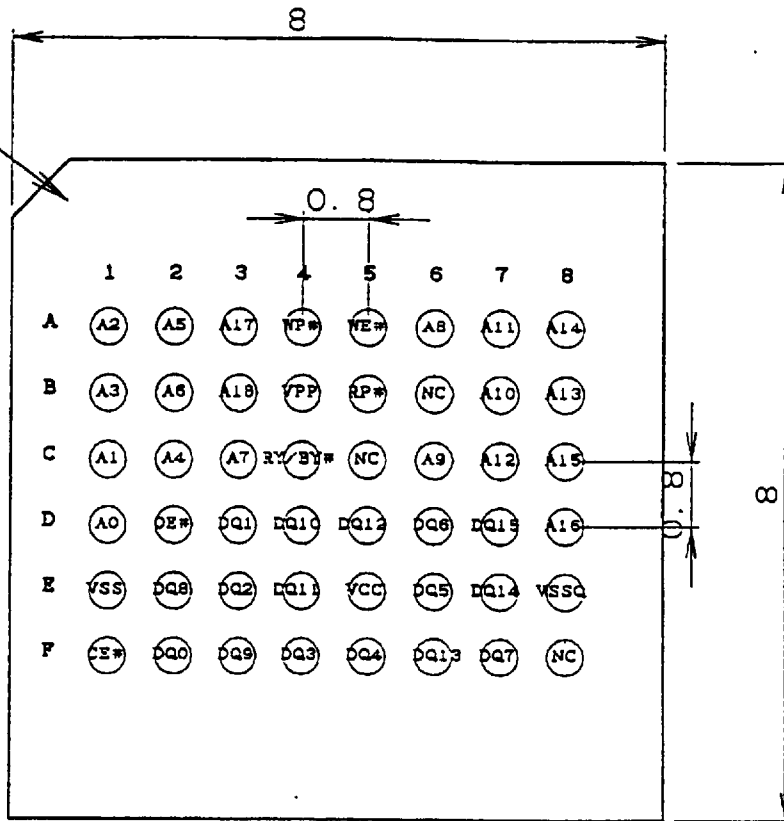 8
0.8
1 2 3 4 5 6 7 8
A A2 A5 A17 WP# WE# A8 A11 A14
B A3 A6 A18 VPP RP# NC A10 A13
C A1 A4 A7 RY/BY# NC A9 A12 A15
0.8
8
D A0 OE# DQ1 DQ10 DQ12 DQ6 DQ15 A16
E VSS DQ8 DQ2 DQ11 VCC DQ5 DQ14 VSSQ
F CE# DQ0 DQ9 DQ3 DQ4 DQ13 DQ7 NC